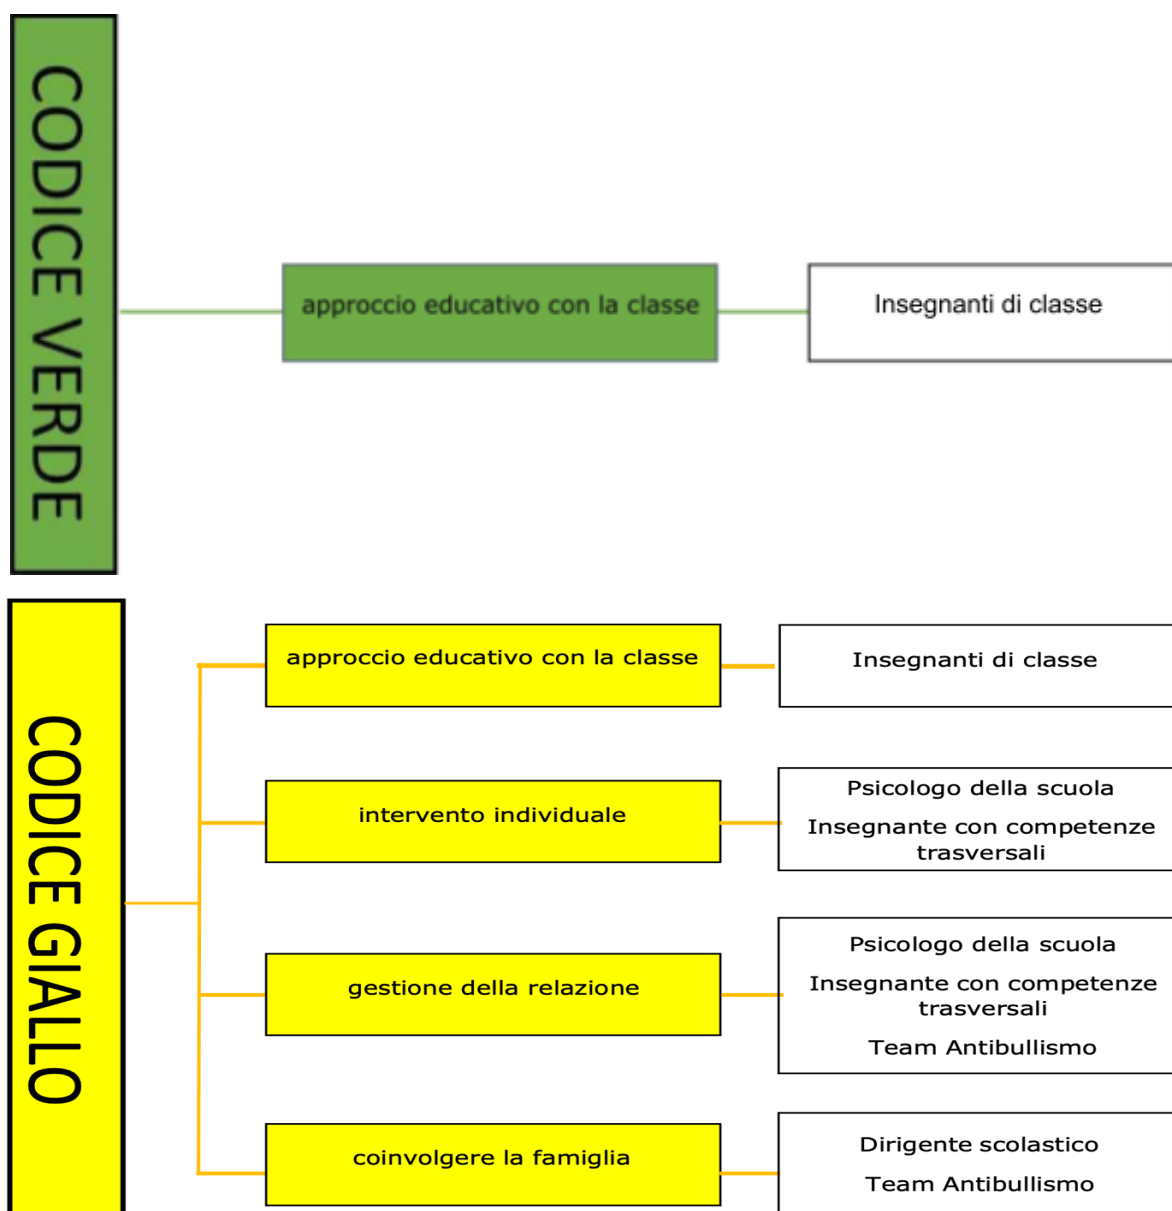 CODICE VERDE
approccio educativo con la classe
Insegnanti di classe
CODICE GIALLO
approccio educativo con la classe
Insegnanti di classe
intervento individuale
Psicologo della scuola
Insegnante con competenze
trasversali
gestione della relazione
Psicologo della scuola
Insegnante con competenze
trasversali
Team Antibullismo
coinvolgere la famiglia
Dirigente scolastico
Team Antibullismo